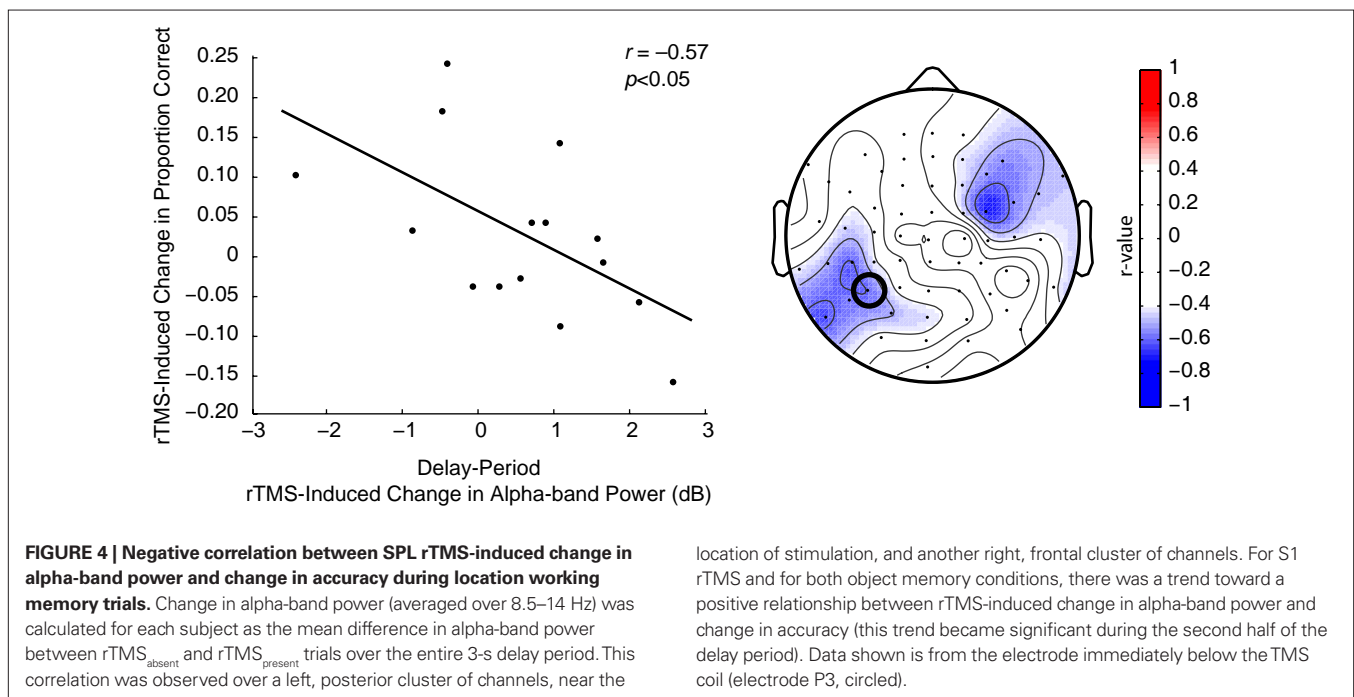 0.25
0.20
0.15
0.10
0.05
0
−0.05
−0.10
−0.15
−0.20
rTMS-Induced Change in Proportion Correct
r = −0.57
p<0.05
−3 −2 −1 0 1 2 3
Delay-Period
rTMS-Induced Change in Alpha-band Power (dB)
r-value
1
0.8
0.6
0.4
0.2
0
−0.2
−0.4
−0.6
−0.8
−1
FIGURE 4 | Negative correlation between SPL rTMS-induced change in
alpha-band power and change in accuracy during location working
memory trials. Change in alpha-band power (averaged over 8.5–14 Hz) was
calculated for each subject as the mean difference in alpha-band power
between rTMSabsent and rTMSpresent trials over the entire 3-s delay period. This
correlation was observed over a left, posterior cluster of channels, near the
location of stimulation, and another right, frontal cluster of channels. For S1
rTMS and for both object memory conditions, there was a trend toward a
positive relationship between rTMS-induced change in alpha-band power and
change in accuracy (this trend became significant during the second half of the
delay period). Data shown is from the electrode immediately below the TMS
coil (electrode P3, circled).